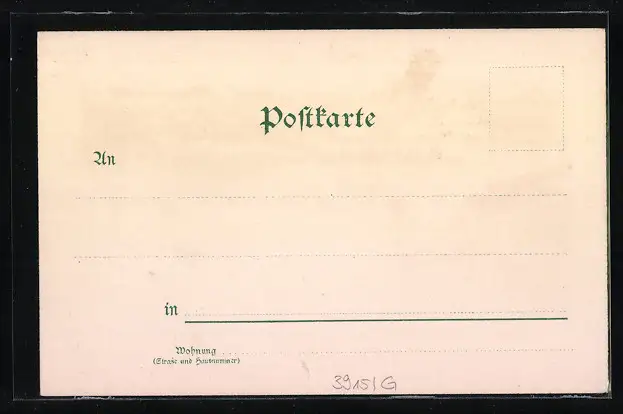 Postkarte
An
in
Wohnung
(Straße und Hausnummer)
3915/G